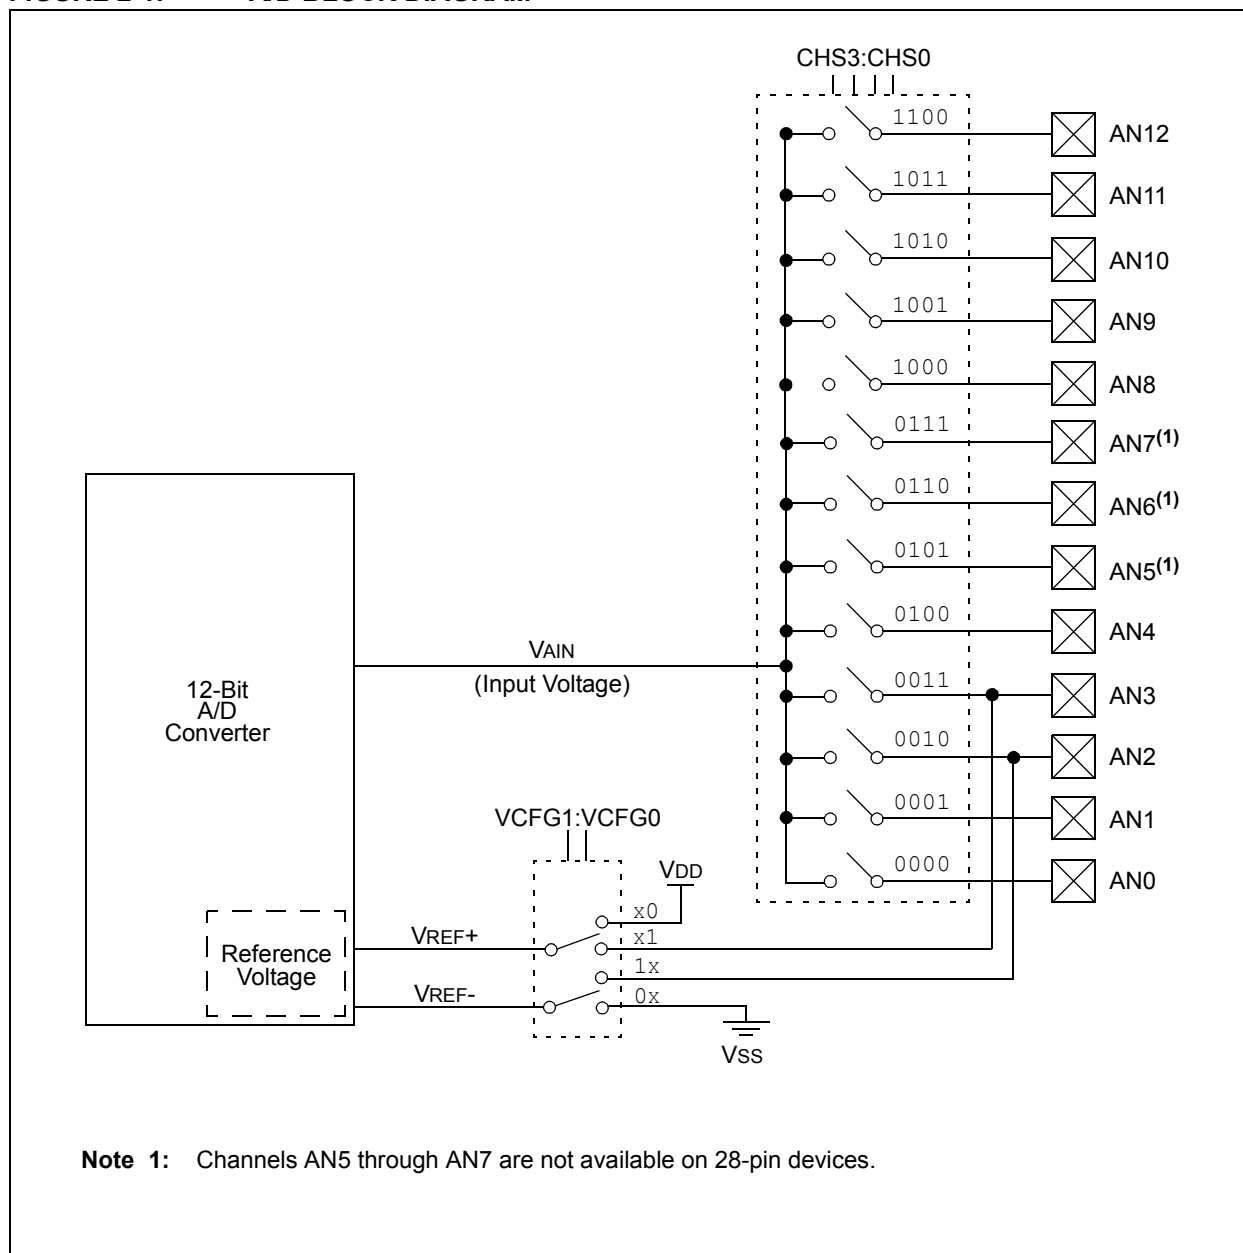 CHS3:CHS0
1100 AN12
1011 AN11
1010 AN10
1001 AN9
1000 AN8
0111 AN7(1)
0110 AN6(1)
0101 AN5(1)
0100 AN4
VAIN
(Input Voltage)
0011 AN3
12-Bit
A/D
Converter
0010 AN2
0001 AN1
VCFG1:VCFG0
0000 AN0
VDD
x0
VREF+
x1
Reference
Voltage
1x
VREF-
0x
VSS
Note 1: Channels AN5 through AN7 are not available on 28-pin devices.